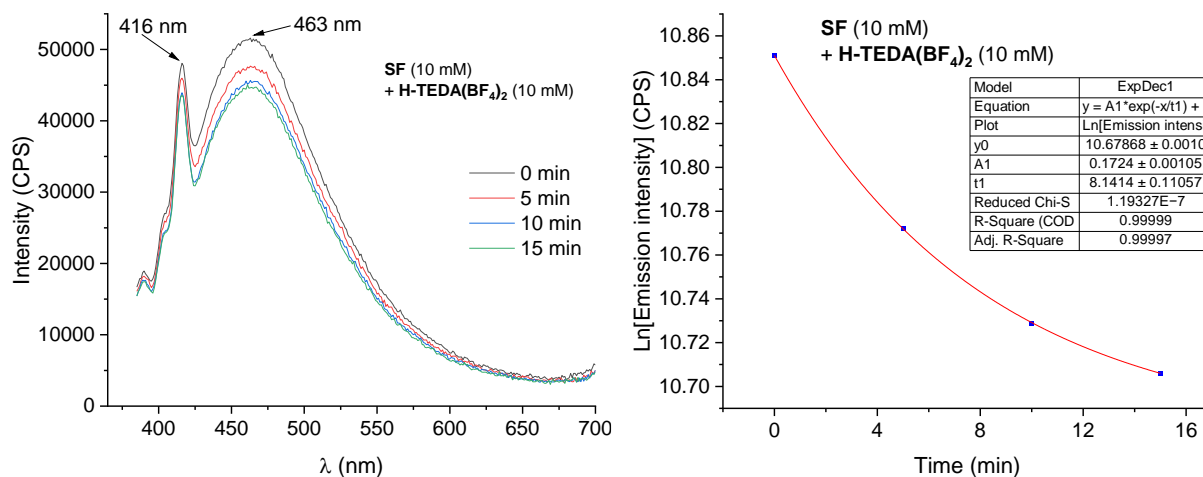 416 nm
463 nm
SF (10 mM)
+ H-TEDA(BF₄)₂ (10 mM)
0 min
5 min
10 min
15 min
50000
40000
30000
20000
10000
0
Intensity (CPS)
400
450
500
550
600
650
700
λ (nm)
SF (10 mM)
+ H-TEDA(BF₄)₂ (10 mM)
Model ExpDec1
Equation y = A1*exp(-x/t1) +
Plot Ln[Emission intens
y0 10.67868 ± 0.0010
A1 0.1724 ± 0.00105
t1 8.1414 ± 0.11057
Reduced Chi-S 1.19327E−7
R-Square (COD 0.99999
Adj. R-Square 0.99997
10.86
10.84
10.82
10.80
10.78
10.76
10.74
10.72
10.70
Ln[Emission intensity] (CPS)
0
4
8
12
16
Time (min)